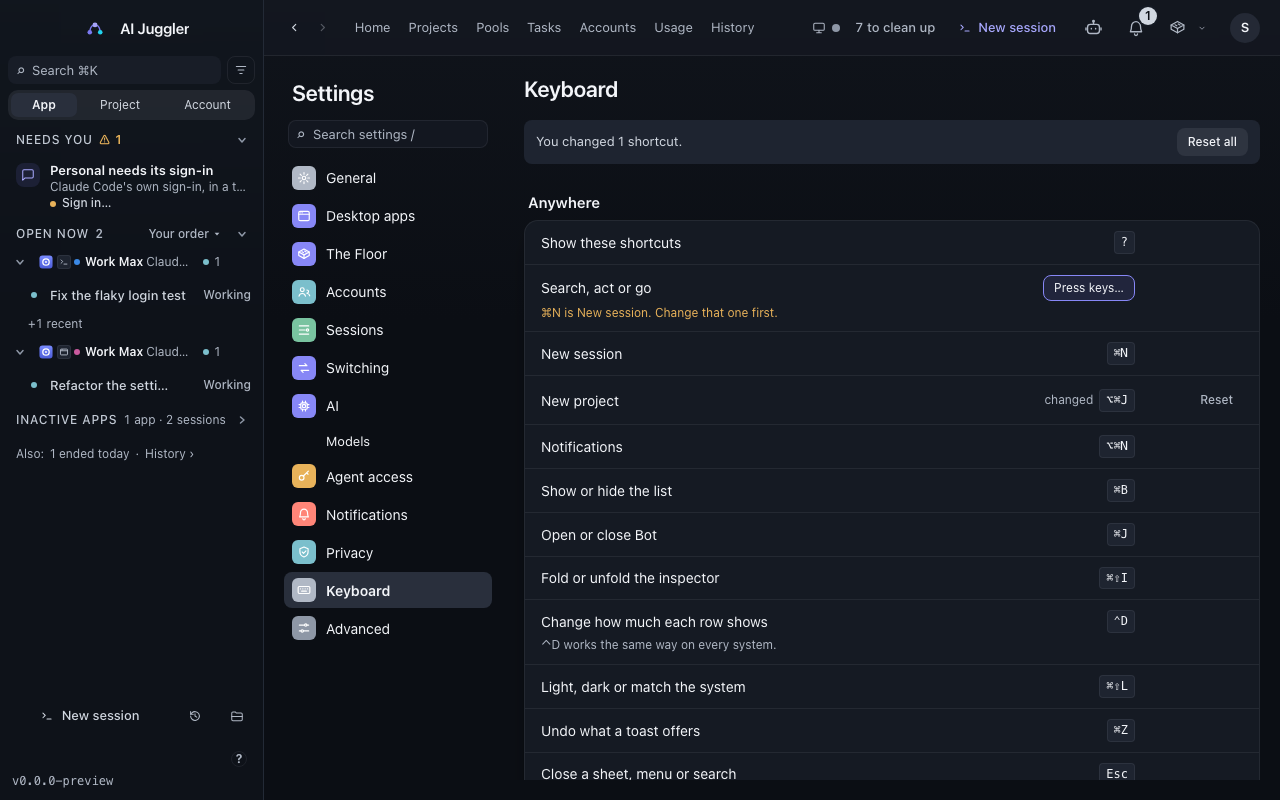 AI Juggler
Search ⌘K
App
Project
Account
NEEDS YOU 1
Personal needs its sign-in
Claude Code's own sign-in, in a t...
Sign in...
OPEN NOW 2
Your order
Work Max Claud...
1
Fix the flaky login test
Working
+1 recent
Work Max Claud...
1
Refactor the setti...
Working
INACTIVE APPS 1 app · 2 sessions
Also: 1 ended today · History ›
New session
?
v0.0.0-preview
Home
Projects
Pools
Tasks
Accounts
Usage
History
7 to clean up
New session
1
S
Settings
Search settings /
General
Desktop apps
The Floor
Accounts
Sessions
Switching
AI
Models
Agent access
Notifications
Privacy
Keyboard
Advanced
Keyboard
You changed 1 shortcut.
Reset all
Anywhere
Show these shortcuts
?
Search, act or go
Press keys...
⌘N is New session. Change that one first.
New session
⌘N
New project
changed ⌥⌘J
Reset
Notifications
⌥⌘N
Show or hide the list
⌘B
Open or close Bot
⌘J
Fold or unfold the inspector
⌘⇧I
Change how much each row shows
⌃D
⌃D works the same way on every system.
Light, dark or match the system
⌘⇧L
Undo what a toast offers
⌘Z
Close a sheet, menu or search
Esc